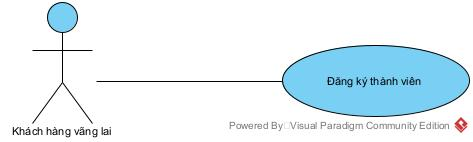 Đăng ký thành viên
Powered By Visual Paradigm Community Edition
Khách hàng vãng lai